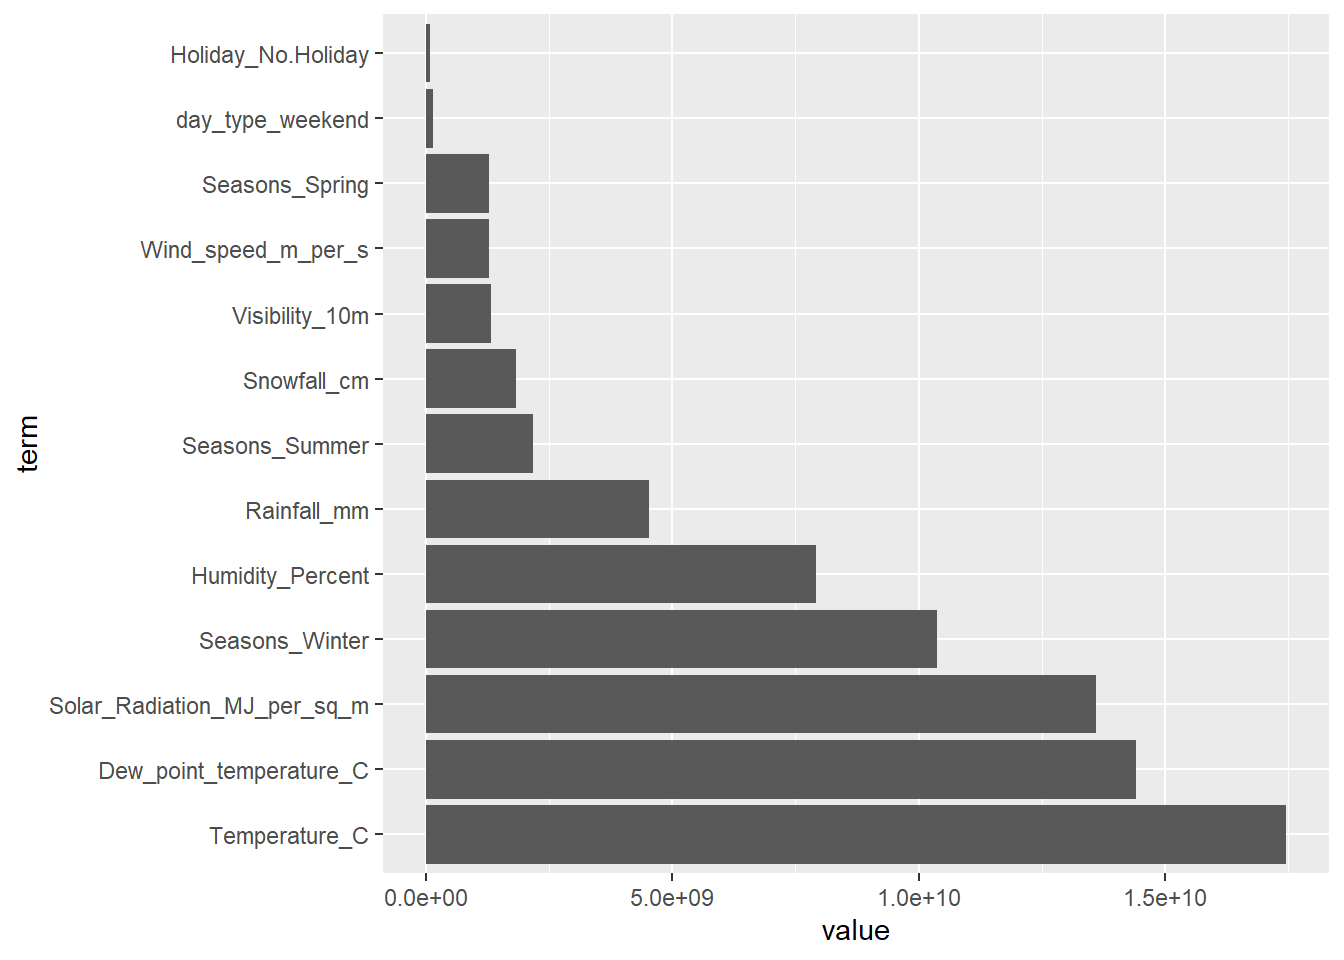 Holiday_No.Holiday
day_type_weekend
Seasons_Spring
Wind_speed_m_per_s
Visibility_10m
Snowfall_cm
Seasons_Summer
Rainfall_mm
Humidity_Percent
Seasons_Winter
Solar_Radiation_MJ_per_sq_m
Dew_point_temperature_C
Temperature_C
term
0.0e+00 5.0e+09 1.0e+10 1.5e+10
value